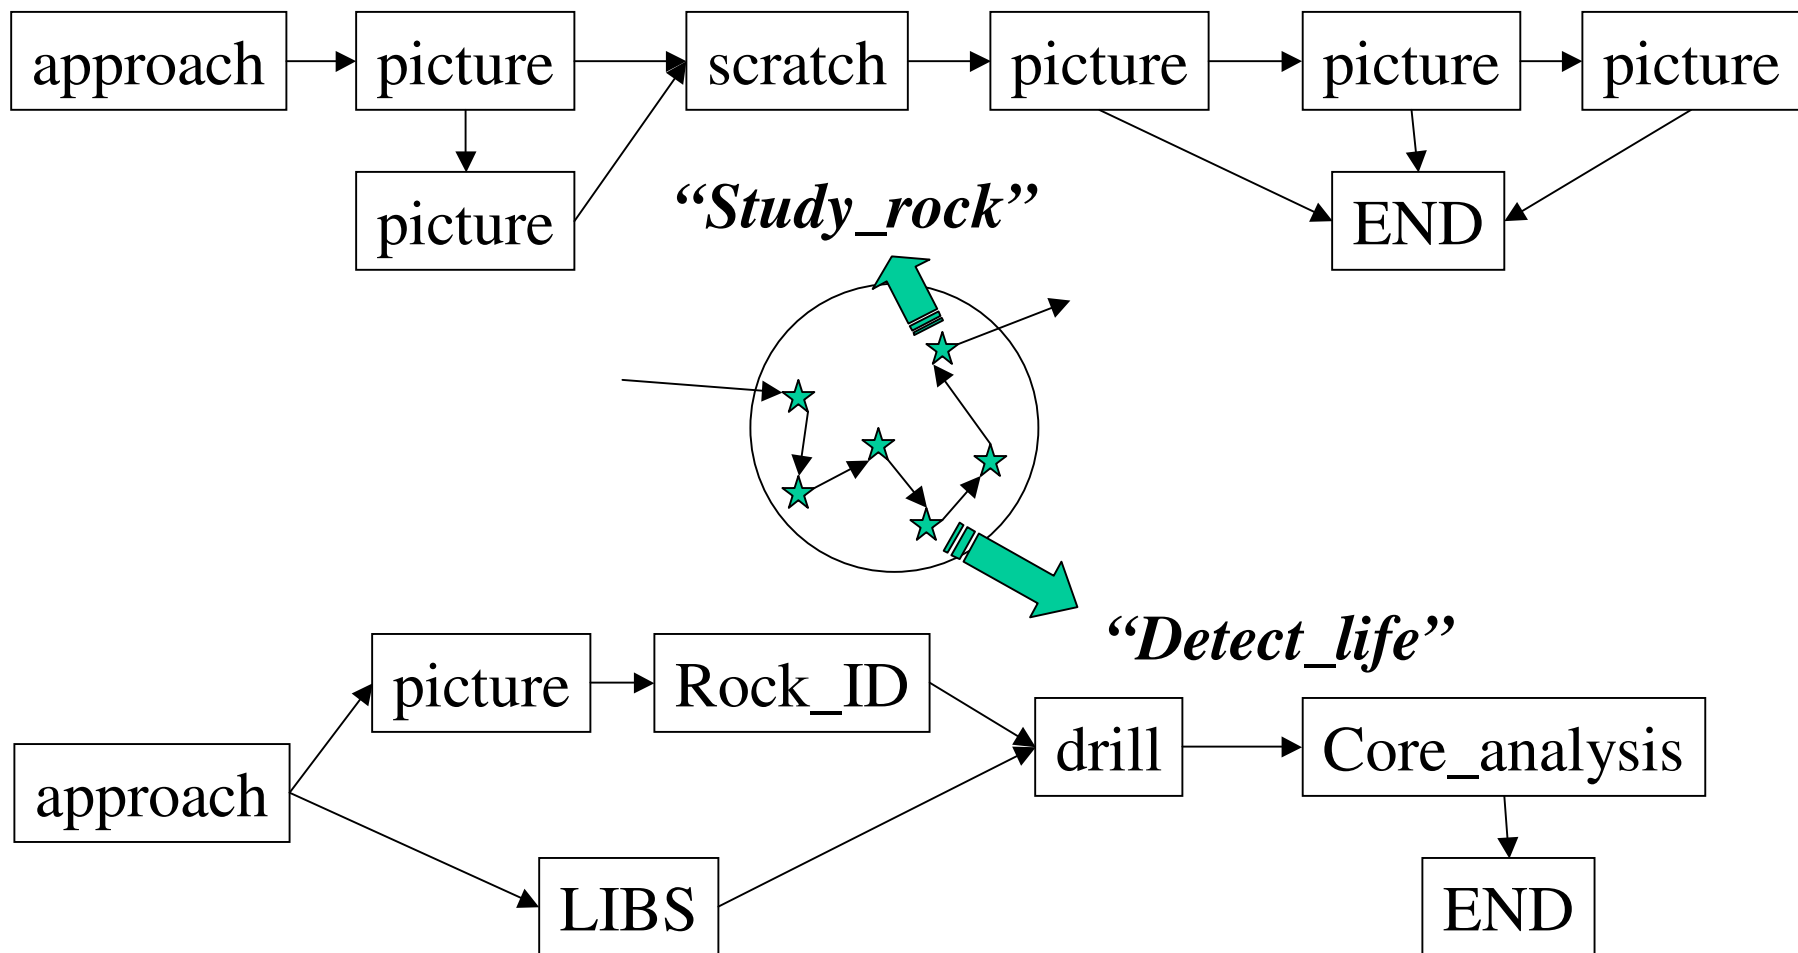 approach picture scratch picture picture picture
picture END
“Study_rock”
“Detect_life”
picture Rock_ID
drill Core_analysis
approach
LIBS END